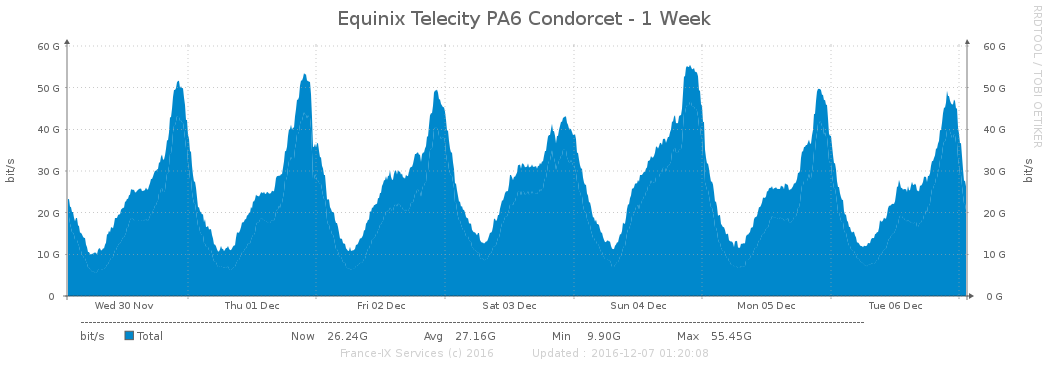 Equinix Telecity PA6 Condorcet - 1 Week
RRDTOOL / TOBI OETIKER
bit/s
60 G 60 G
50 G 50 G
40 G 40 G
30 G 30 G
20 G 20 G
10 G 10 G
0 0 G
bit/s
Wed 30 Nov Thu 01 Dec Fri 02 Dec Sat 03 Dec Sun 04 Dec Mon 05 Dec Tue 06 Dec
bit/s Total Now 26.24G Avg 27.16G Min 9.90G Max 55.45G
France-IX Services (c) 2016 Updated : 2016-12-07 01:20:08